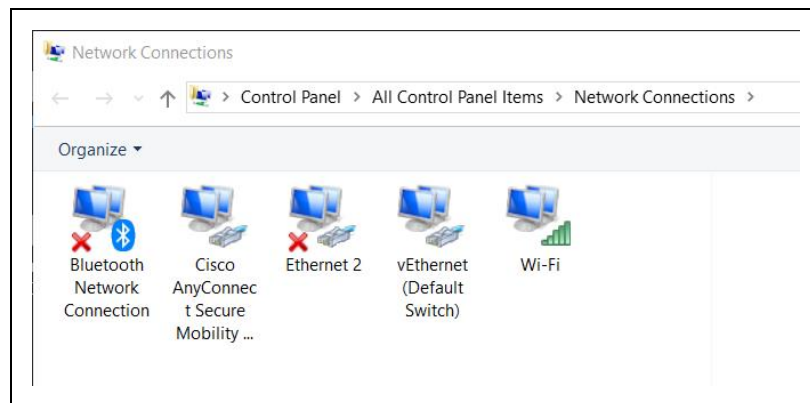 Network Connections
Control Panel > All Control Panel Items > Network Connections >
Organize
Bluetooth
Network
Connection
Cisco
AnyConnec
t Secure
Mobility ...
Ethernet 2
vEthernet
(Default
Switch)
Wi-Fi